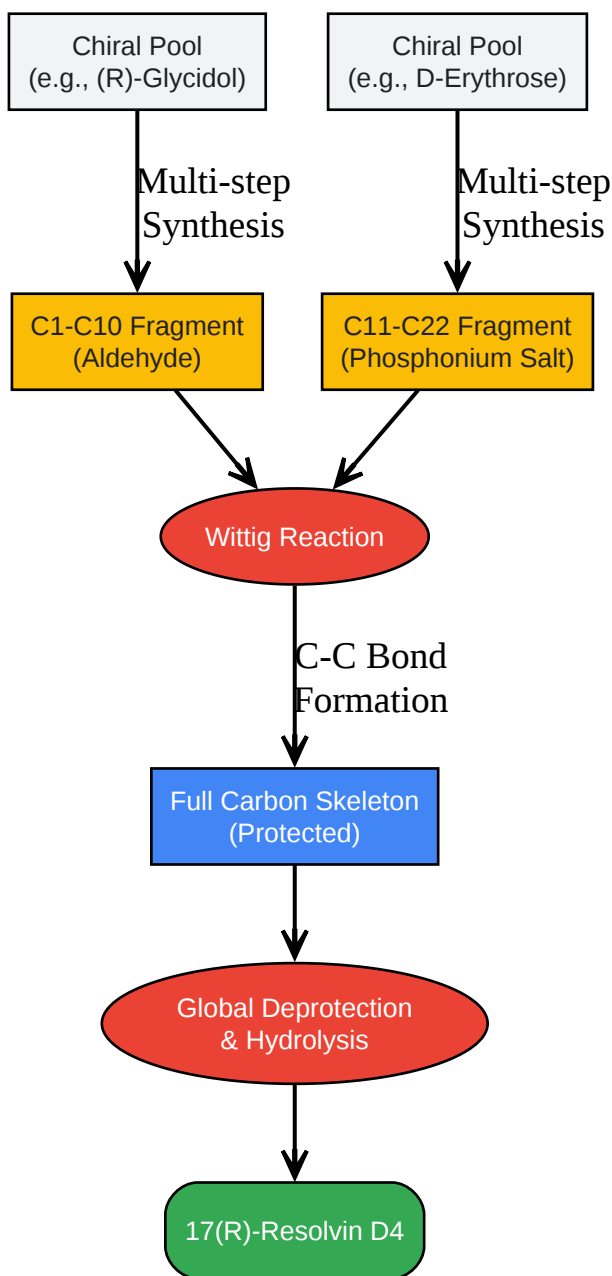 Chiral Pool
(e.g., (R)-Glycidol)
Chiral Pool
(e.g., D-Erythrose)
Multi-step
Synthesis
Multi-step
Synthesis
C1-C10 Fragment
(Aldehyde)
C11-C22 Fragment
(Phosphonium Salt)
Wittig Reaction
C-C Bond
Formation
Full Carbon Skeleton
(Protected)
Global Deprotection
& Hydrolysis
17(R)-Resolvin D4